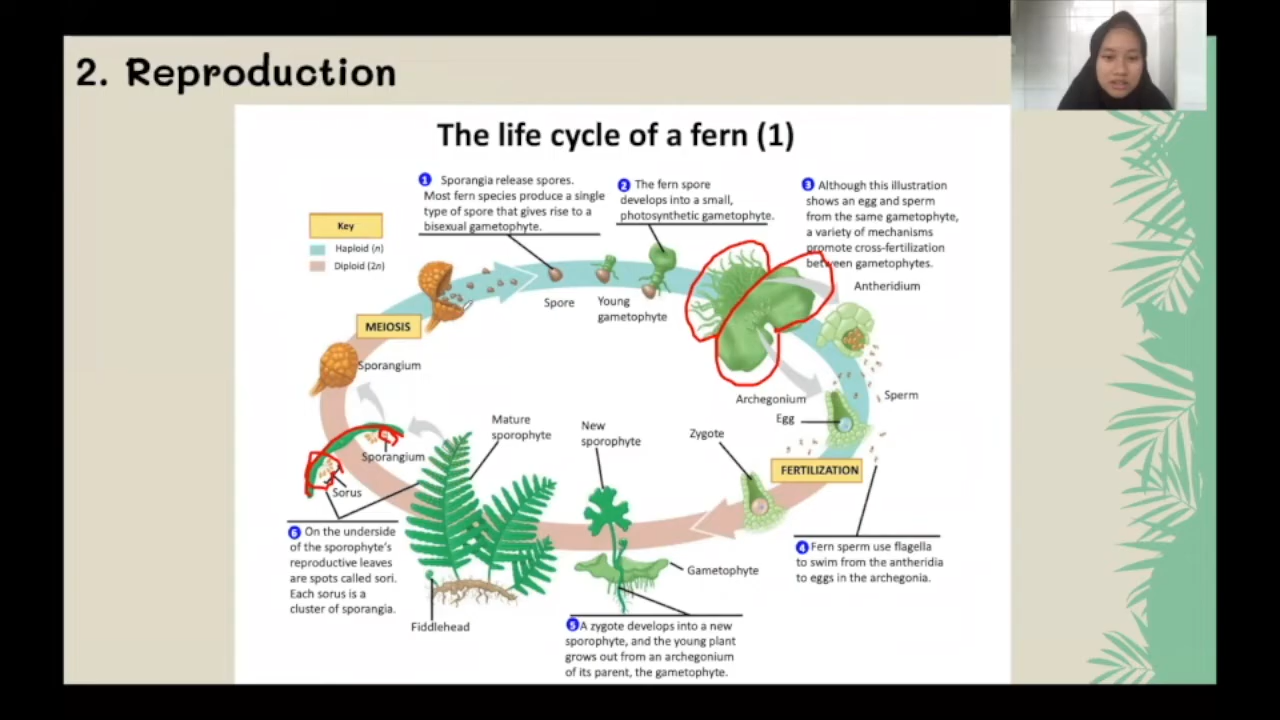 2. Reproduction
The life cycle of a fern (1)
1 Sporangia release spores.
Most fern species produce a single
type of spore that gives rise to a
bisexual gametophyte.
2 The fern spore
develops into a small,
photosynthetic gametophyte.
3 Although this illustration
shows an egg and sperm
from the same gametophyte,
a variety of mechanisms
promote cross-fertilization
between gametophytes.
Key
Haploid (n)
Diploid (2n)
Antheridium
Spore
Young
gametophyte
MEIOSIS
Sporangium
Archegonium
Sperm
Egg
Mature
sporophyte
New
sporophyte
Zygote
Sporangium
FERTILIZATION
Sorus
6 On the underside
of the sporophyte's
reproductive leaves
are spots called sori.
Each sorus is a
cluster of sporangia.
4 Fern sperm use flagella
to swim from the antheridia
to eggs in the archegonia.
Gametophyte
Fiddlehead
5 A zygote develops into a new
sporophyte, and the young plant
grows out from an archegonium
of its parent, the gametophyte.